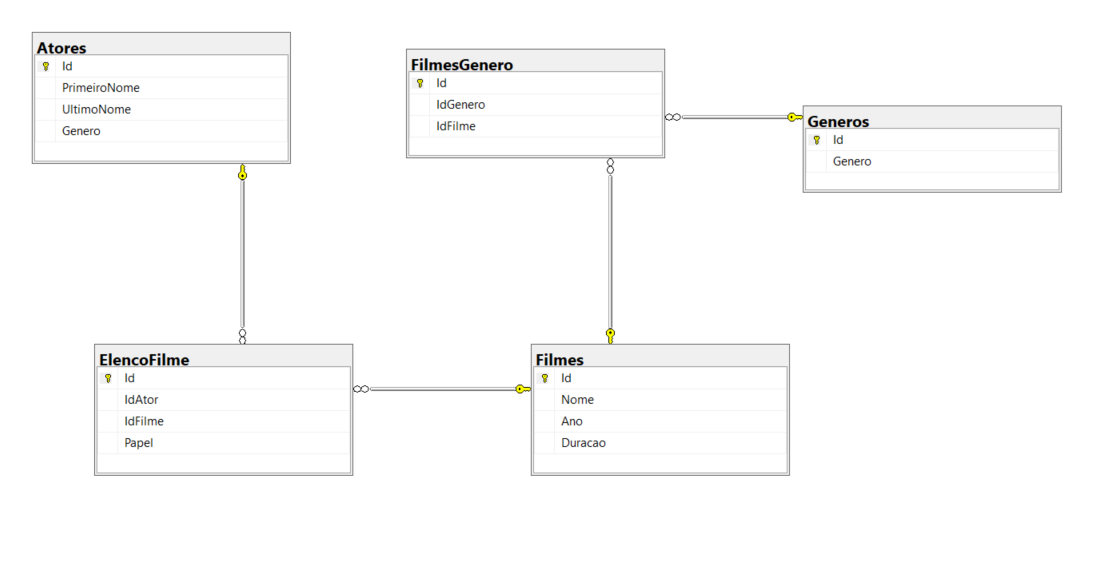 Atores
Id
PrimeiroNome
UltimoNome
Genero
FilmesGenero
Id
IdGenero
IdFilme
Generos
Id
Genero
ElencoFilme
Id
IdAtor
IdFilme
Papel
Filmes
Id
Nome
Ano
Duracao